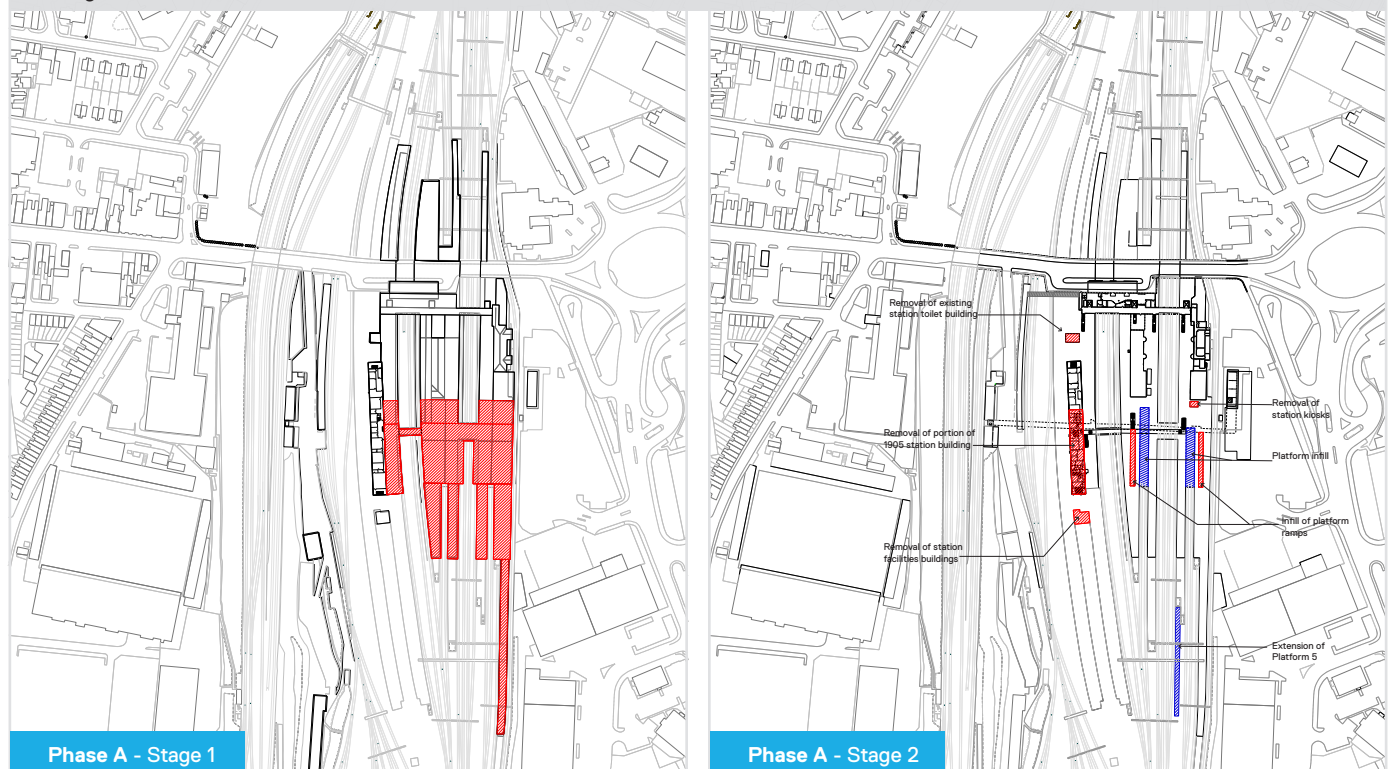 Removal of existing
station toilet building
Removal of
station kiosks
Removal of portion of
1905 station building
Platform infill
Infill of platform
ramps
Removal of station
facilities buildings
Extension of
Platform 5
Phase A - Stage 1
Phase A - Stage 2